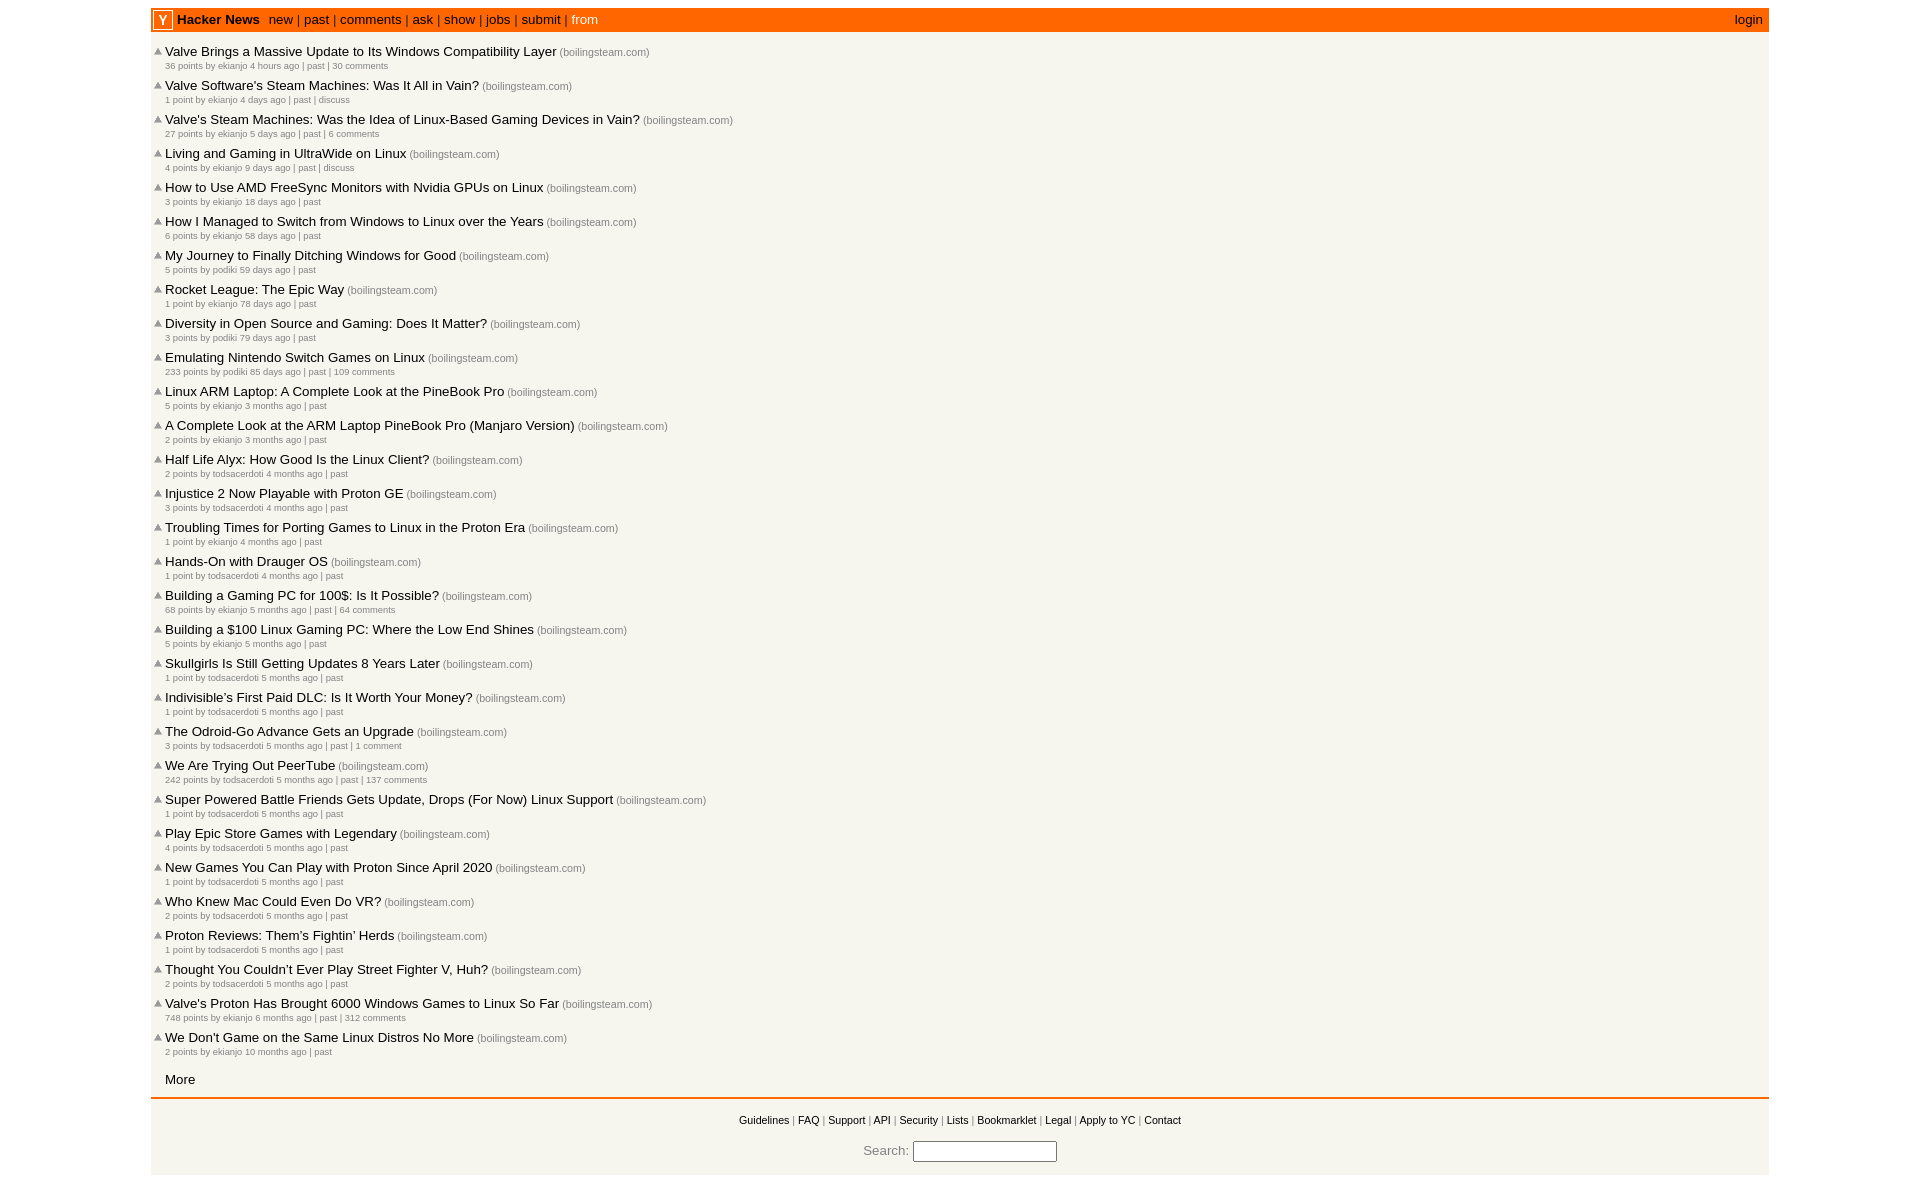 Y Hacker News new | past | comments | ask | show | jobs | submit | from login
Valve Brings a Massive Update to Its Windows Compatibility Layer (boilingsteam.com)
36 points by ekianjo 4 hours ago | past | 30 comments
Valve Software's Steam Machines: Was It All in Vain? (boilingsteam.com)
1 point by ekianjo 4 days ago | past | discuss
Valve's Steam Machines: Was the Idea of Linux-Based Gaming Devices in Vain? (boilingsteam.com)
27 points by ekianjo 5 days ago | past | 6 comments
Living and Gaming in UltraWide on Linux (boilingsteam.com)
4 points by ekianjo 9 days ago | past | discuss
How to Use AMD FreeSync Monitors with Nvidia GPUs on Linux (boilingsteam.com)
3 points by ekianjo 18 days ago | past
How I Managed to Switch from Windows to Linux over the Years (boilingsteam.com)
6 points by ekianjo 58 days ago | past
My Journey to Finally Ditching Windows for Good (boilingsteam.com)
5 points by podiki 59 days ago | past
Rocket League: The Epic Way (boilingsteam.com)
1 point by ekianjo 78 days ago | past
Diversity in Open Source and Gaming: Does It Matter? (boilingsteam.com)
3 points by podiki 79 days ago | past
Emulating Nintendo Switch Games on Linux (boilingsteam.com)
233 points by podiki 85 days ago | past | 109 comments
Linux ARM Laptop: A Complete Look at the PineBook Pro (boilingsteam.com)
5 points by ekianjo 3 months ago | past
A Complete Look at the ARM Laptop PineBook Pro (Manjaro Version) (boilingsteam.com)
2 points by ekianjo 3 months ago | past
Half Life Alyx: How Good Is the Linux Client? (boilingsteam.com)
2 points by todsacerdoti 4 months ago | past
Injustice 2 Now Playable with Proton GE (boilingsteam.com)
3 points by todsacerdoti 4 months ago | past
Troubling Times for Porting Games to Linux in the Proton Era (boilingsteam.com)
1 point by ekianjo 4 months ago | past
Hands-On with Drauger OS (boilingsteam.com)
1 point by todsacerdoti 4 months ago | past
Building a Gaming PC for 100$: Is It Possible? (boilingsteam.com)
68 points by ekianjo 5 months ago | past | 64 comments
Building a $100 Linux Gaming PC: Where the Low End Shines (boilingsteam.com)
5 points by ekianjo 5 months ago | past
Skullgirls Is Still Getting Updates 8 Years Later (boilingsteam.com)
1 point by todsacerdoti 5 months ago | past
Indivisible’s First Paid DLC: Is It Worth Your Money? (boilingsteam.com)
1 point by todsacerdoti 5 months ago | past
The Odroid-Go Advance Gets an Upgrade (boilingsteam.com)
3 points by todsacerdoti 5 months ago | past | 1 comment
We Are Trying Out PeerTube (boilingsteam.com)
242 points by todsacerdoti 5 months ago | past | 137 comments
Super Powered Battle Friends Gets Update, Drops (For Now) Linux Support (boilingsteam.com)
1 point by todsacerdoti 5 months ago | past
Play Epic Store Games with Legendary (boilingsteam.com)
4 points by todsacerdoti 5 months ago | past
New Games You Can Play with Proton Since April 2020 (boilingsteam.com)
1 point by todsacerdoti 5 months ago | past
Who Knew Mac Could Even Do VR? (boilingsteam.com)
2 points by todsacerdoti 5 months ago | past
Proton Reviews: Them’s Fightin’ Herds (boilingsteam.com)
1 point by todsacerdoti 5 months ago | past
Thought You Couldn’t Ever Play Street Fighter V, Huh? (boilingsteam.com)
2 points by todsacerdoti 5 months ago | past
Valve's Proton Has Brought 6000 Windows Games to Linux So Far (boilingsteam.com)
748 points by ekianjo 6 months ago | past | 312 comments
We Don't Game on the Same Linux Distros No More (boilingsteam.com)
2 points by ekianjo 10 months ago | past
More
Guidelines | FAQ | Support | API | Security | Lists | Bookmarklet | Legal | Apply to YC | Contact
Search: